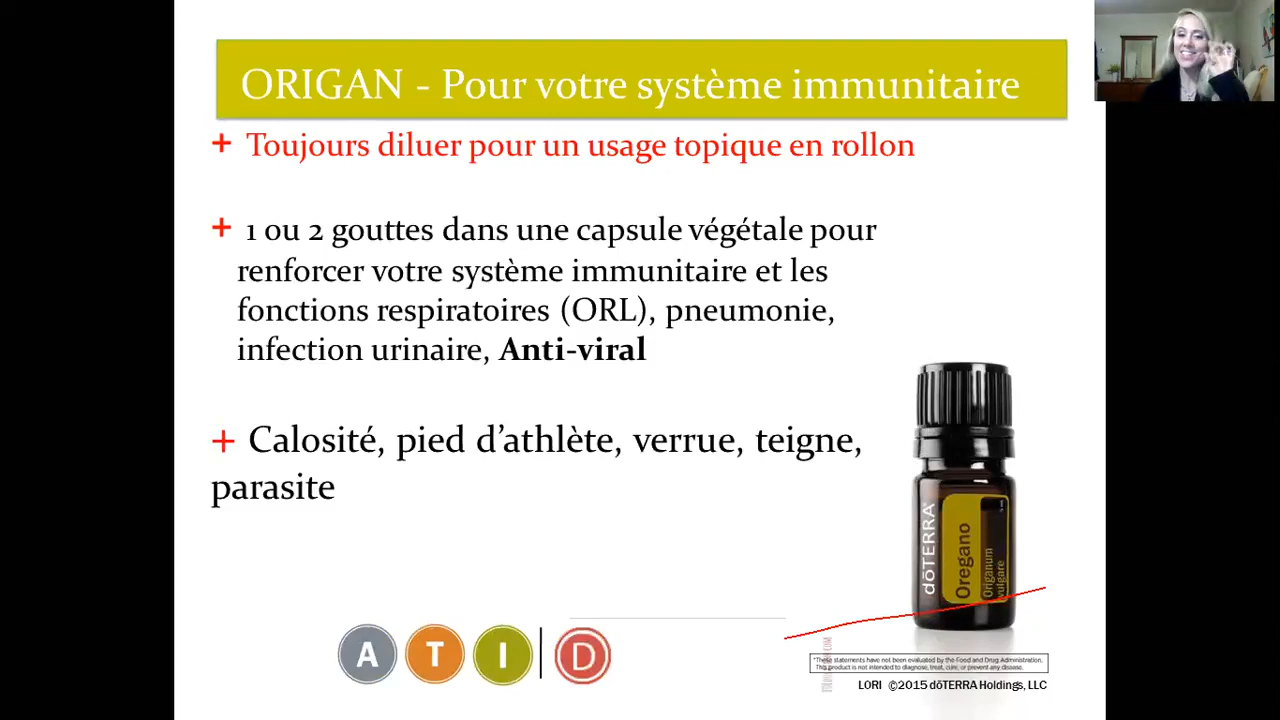 ORIGAN - Pour votre système immunitaire
+ Toujours diluer pour un usage topique en rollon
+ 1 ou 2 gouttes dans une capsule végétale pour
renforcer votre système immunitaire et les
fonctions respiratoires (ORL), pneumonie,
infection urinaire, Anti-viral
+ Calosité, pied d’athlète, verrue, teigne,
parasite
dōTERRA
Oregano
Origanum
vulgare
A T I D
*These statements have not been evaluated by the Food and Drug Administration.
This product is not intended to diagnose, treat, cure, or prevent any disease.
LORI ©2015 dōTERRA Holdings, LLC